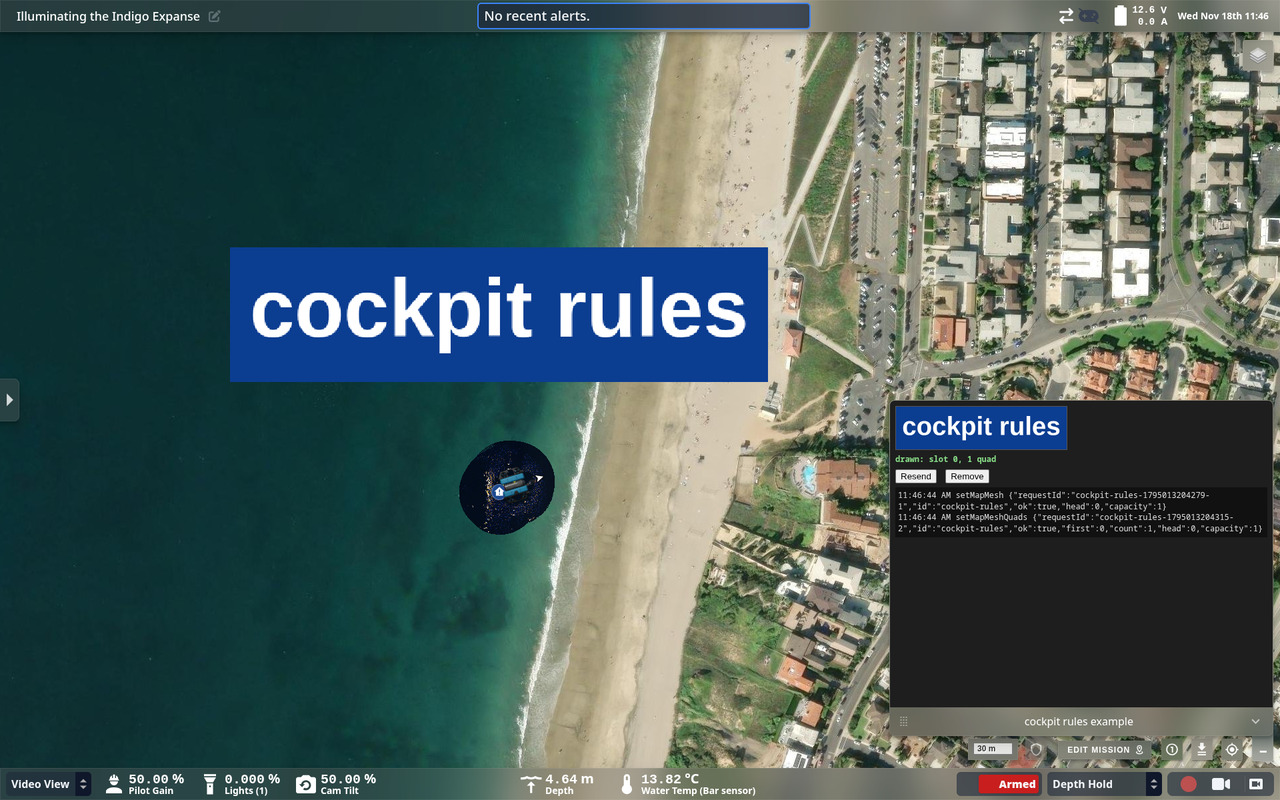 Illuminating the Indigo Expanse
No recent alerts.
12.6 V
0.0 A
Wed Nov 18th 11:46
cockpit rules
cockpit rules
drawn: slot 0, 1 quad
Resend
Remove
11:46:44 AM setMapMesh {"requestId":"cockpit-rules-1795013204279-
1","id":"cockpit-rules","ok":true,"head":0,"capacity":1}
11:46:44 AM setMapMeshQuads {"requestId":"cockpit-rules-1795013204315-
2","id":"cockpit-rules","ok":true,"first":0,"count":1,"head":0,"capacity":1}
cockpit rules example
30 m
EDIT MISSION
1
Video View
50.00 %
Pilot Gain
0.000 %
Lights (1)
50.00 %
Cam Tilt
4.64 m
Depth
13.82 °C
Water Temp (Bar sensor)
Armed
Depth Hold